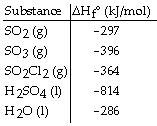 Substance ΔHf° (kJ/mol)
SO2 (g) -297
SO3 (g) -396
SO2Cl2 (g) -364
H2SO4 (l) -814
H2O (l) -286